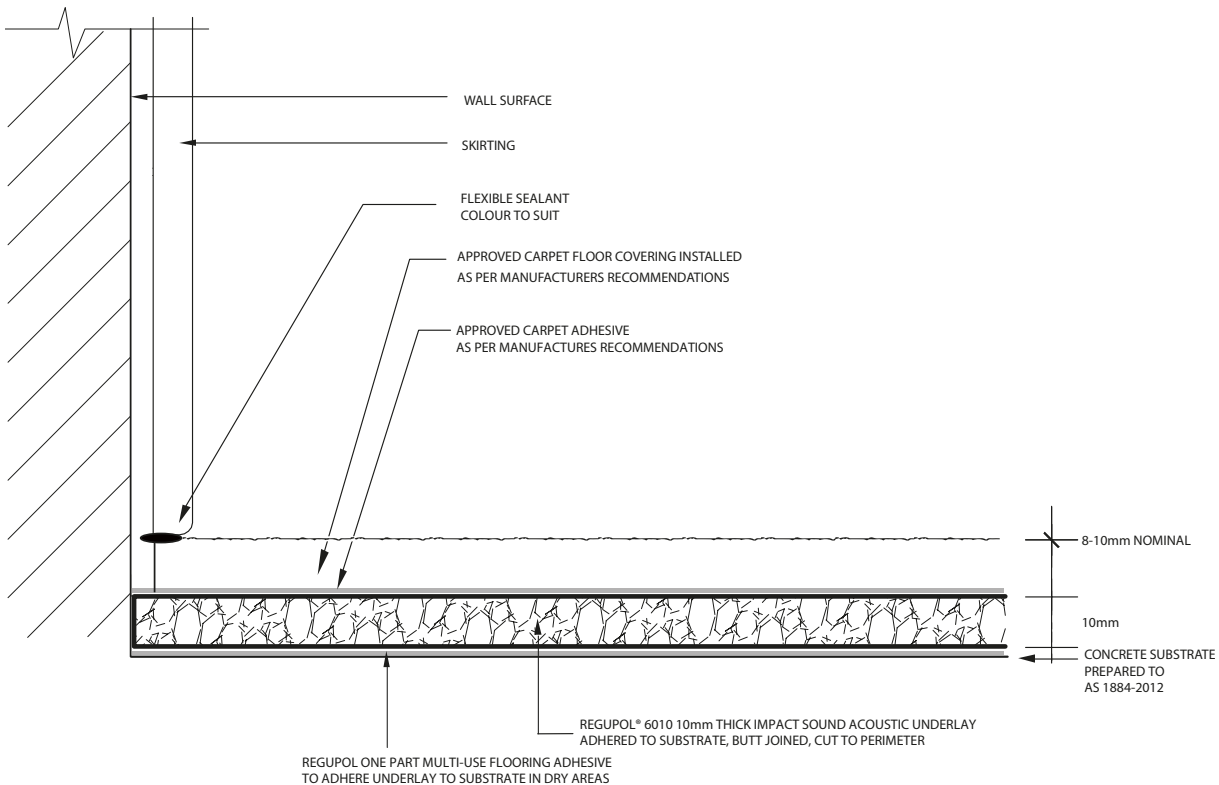 WALL SURFACE
SKIRTING
FLEXIBLE SEALANT
COLOUR TO SUIT
APPROVED CARPET FLOOR COVERING INSTALLED
AS PER MANUFACTURERS RECOMMENDATIONS
APPROVED CARPET ADHESIVE
AS PER MANUFACTURES RECOMMENDATIONS
8-10mm NOMINAL
10mm
CONCRETE SUBSTRATE
PREPARED TO
AS 1884-2012
REGUPOL® 6010 10mm THICK IMPACT SOUND ACOUSTIC UNDERLAY
ADHERED TO SUBSTRATE, BUTT JOINED, CUT TO PERIMETER
REGUPOL ONE PART MULTI-USE FLOORING ADHESIVE
TO ADHERE UNDERLAY TO SUBSTRATE IN DRY AREAS